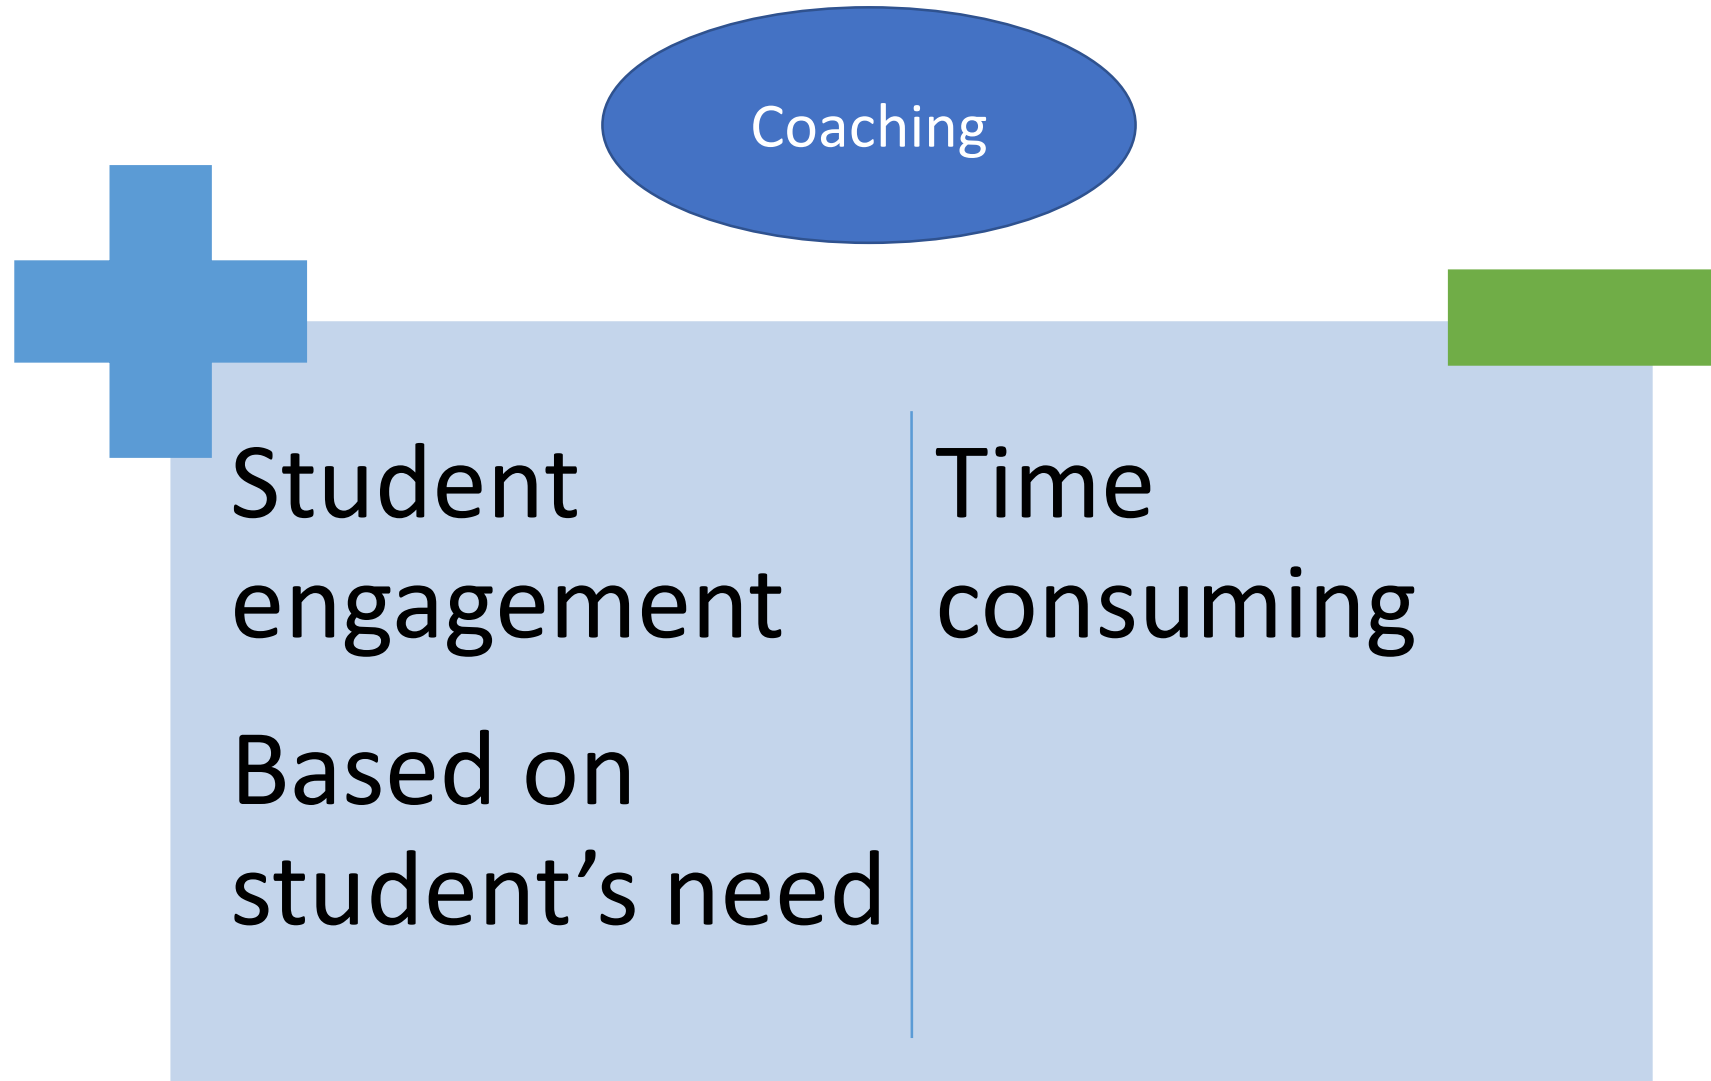 Coaching
Student
engagement
Based on
student’s need
Time
consuming